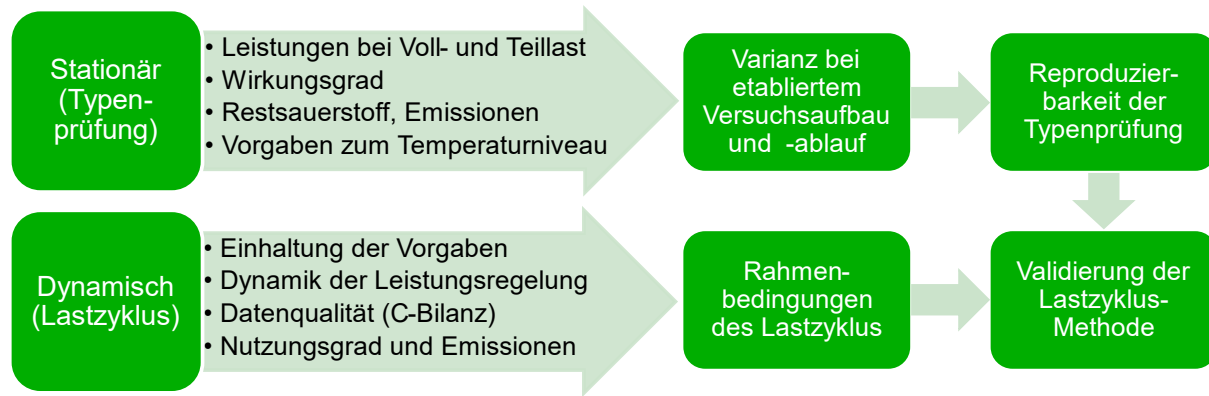 Stationär
(Typen-
prüfung)
• Leistungen bei Voll- und Teillast
• Wirkungsgrad
• Restsauerstoff, Emissionen
• Vorgaben zum Temperaturniveau
Varianz bei
etabliertem
Versuchsaufbau
und -ablauf
Reproduzier-
barkeit der
Typenprüfung
Dynamisch
(Lastzyklus)
• Einhaltung der Vorgaben
• Dynamik der Leistungsregelung
• Datenqualität (C-Bilanz)
• Nutzungsgrad und Emissionen
Rahmen-
bedingungen
des Lastzyklus
Validierung der
Lastzyklus-
Methode